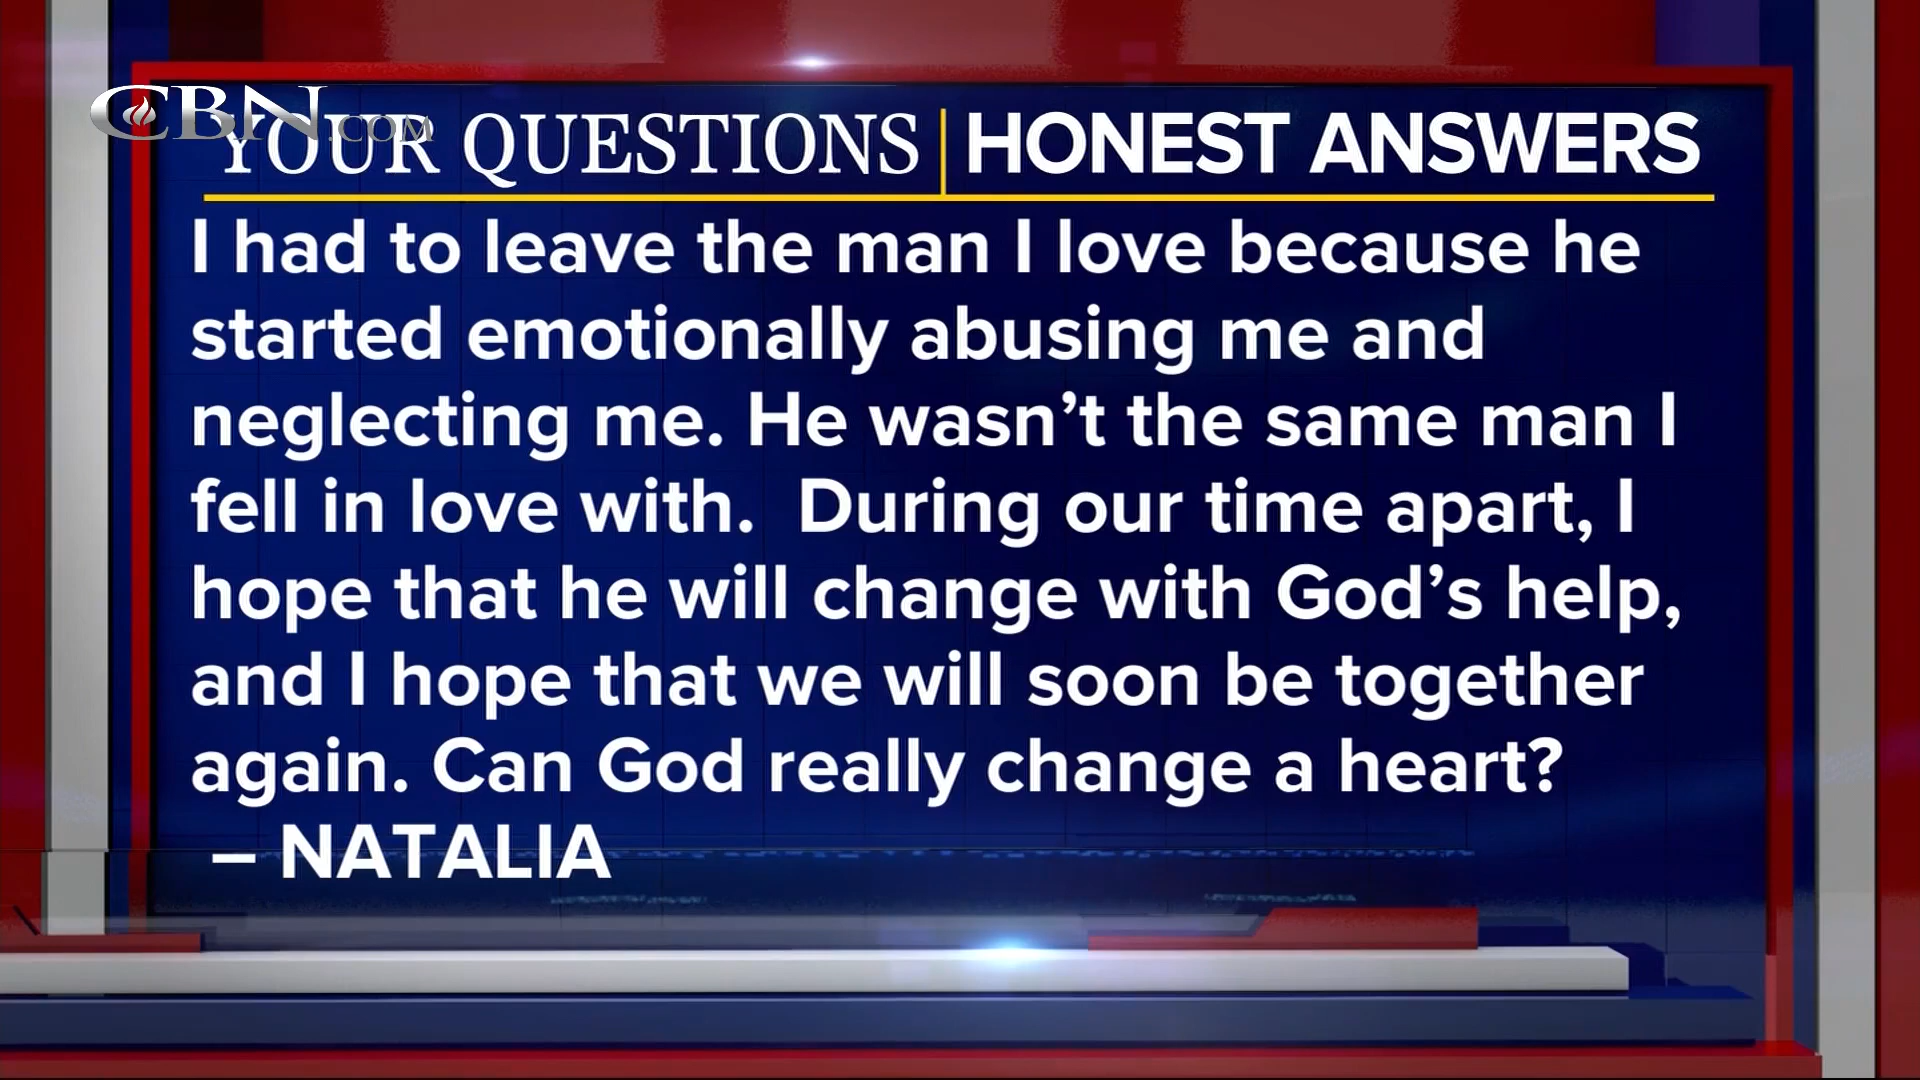 CBN.COM
YOUR QUESTIONS HONEST ANSWERS
I had to leave the man I love because he
started emotionally abusing me and
neglecting me. He wasn’t the same man I
fell in love with.  During our time apart, I
hope that he will change with God’s help,
and I hope that we will soon be together
again. Can God really change a heart?
– NATALIA